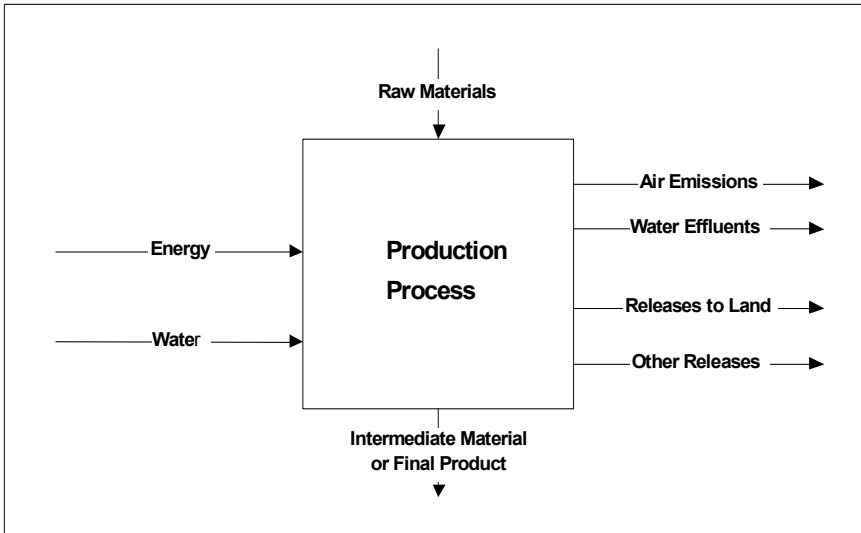 Raw Materials
Air Emissions
Water Effluents
Energy
Production
Process
Releases to Land
Water
Other Releases
Intermediate Material
or Final Product